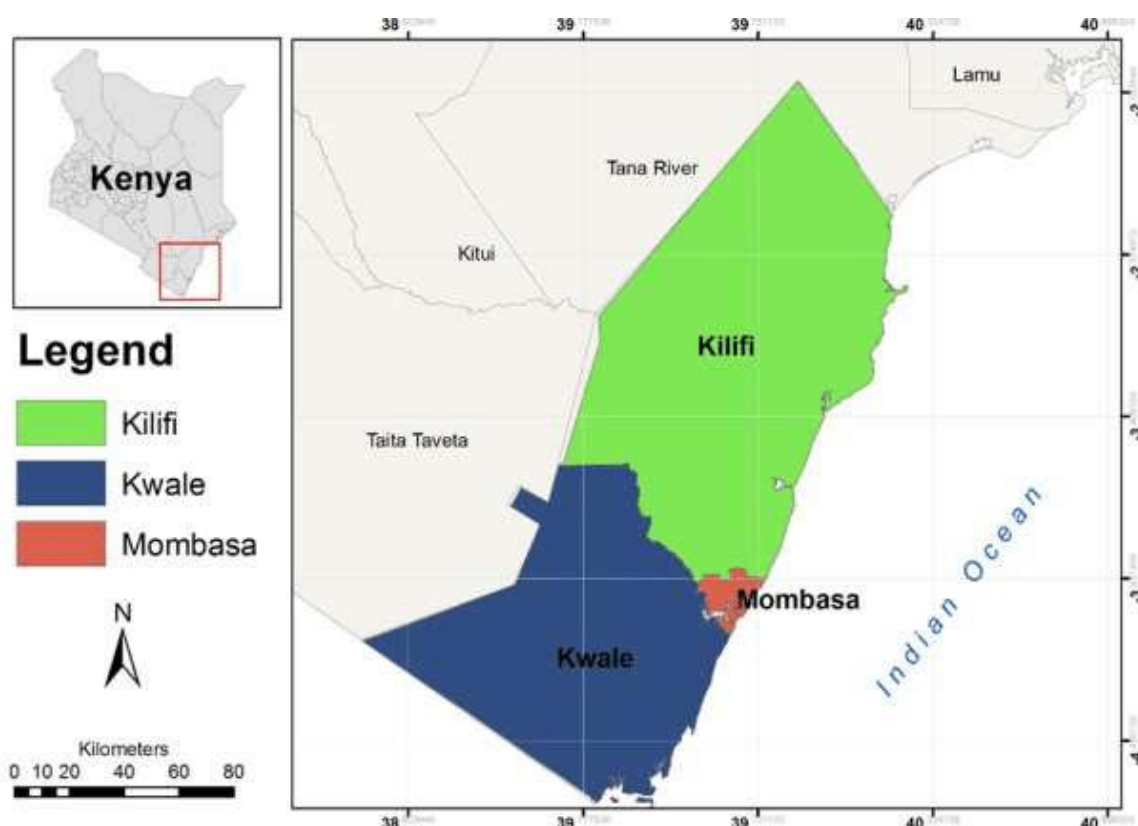 38 39 39 40 40
Kenya
Lamu
Tana River
Kitui
Kilifi
Legend
Kilifi
Kwale
Mombasa
Taita Taveta
Indian Ocean
Mombasa
Kwale
N
Kilometers
0 10 20 40 60 80
38 39 39 40 40